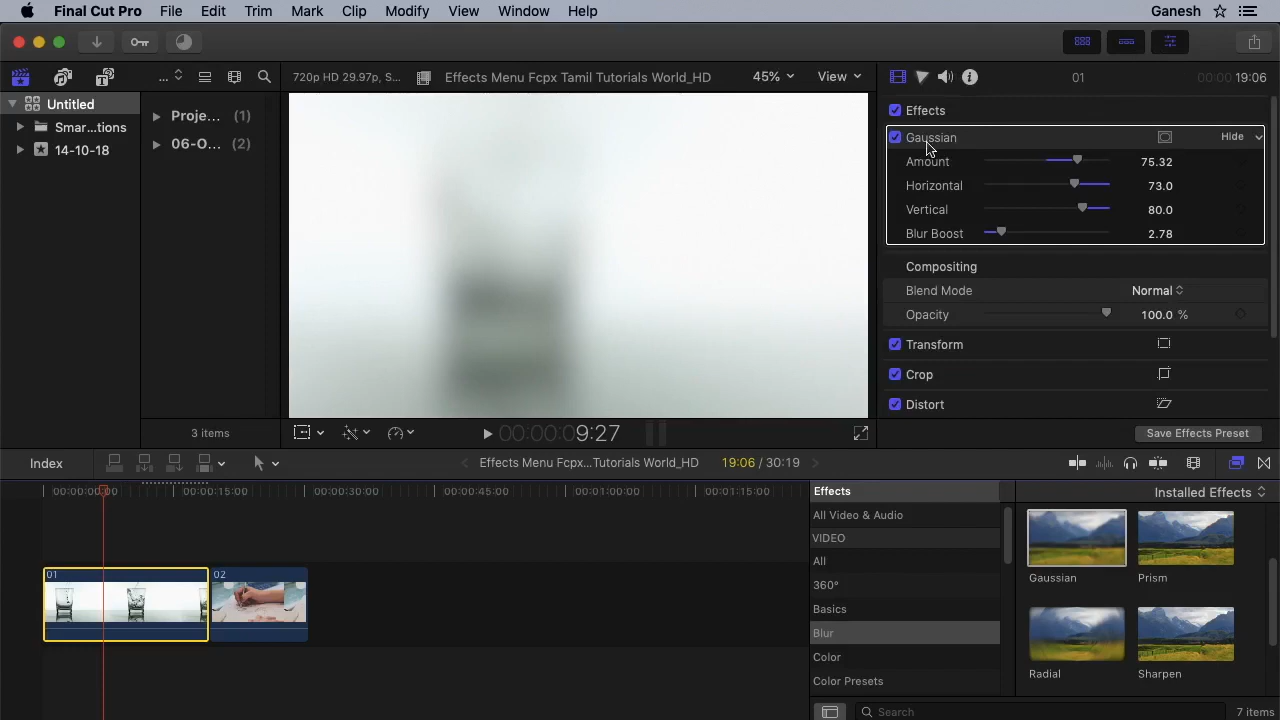 Final Cut Pro File Edit Trim Mark Clip Modify View Window Help Ganesh
... 720p HD 29.97p, S... Effects Menu Fcpx Tamil Tutorials World_HD 45% View 01 00:00 19:06
Untitled
Smar...tions
14-10-18
Proje... (1)
06-O... (2)
3 items
Effects
Gaussian Hide
Amount 75.32
Horizontal 73.0
Vertical 80.0
Blur Boost 2.78
Compositing
Blend Mode Normal
Opacity 100.0 %
Transform
Crop
Distort
Save Effects Preset
00:00:09:27
Index Effects Menu Fcpx...Tutorials World_HD 19:06 / 30:19
00:00:00:00 00:00:15:00 00:00:30:00 00:00:45:00 00:01:00:00 00:01:15:00
01 02
Effects
All Video & Audio
VIDEO
All
360°
Basics
Blur
Color
Color Presets
Installed Effects
Gaussian Prism
Radial Sharpen
Search 7 items